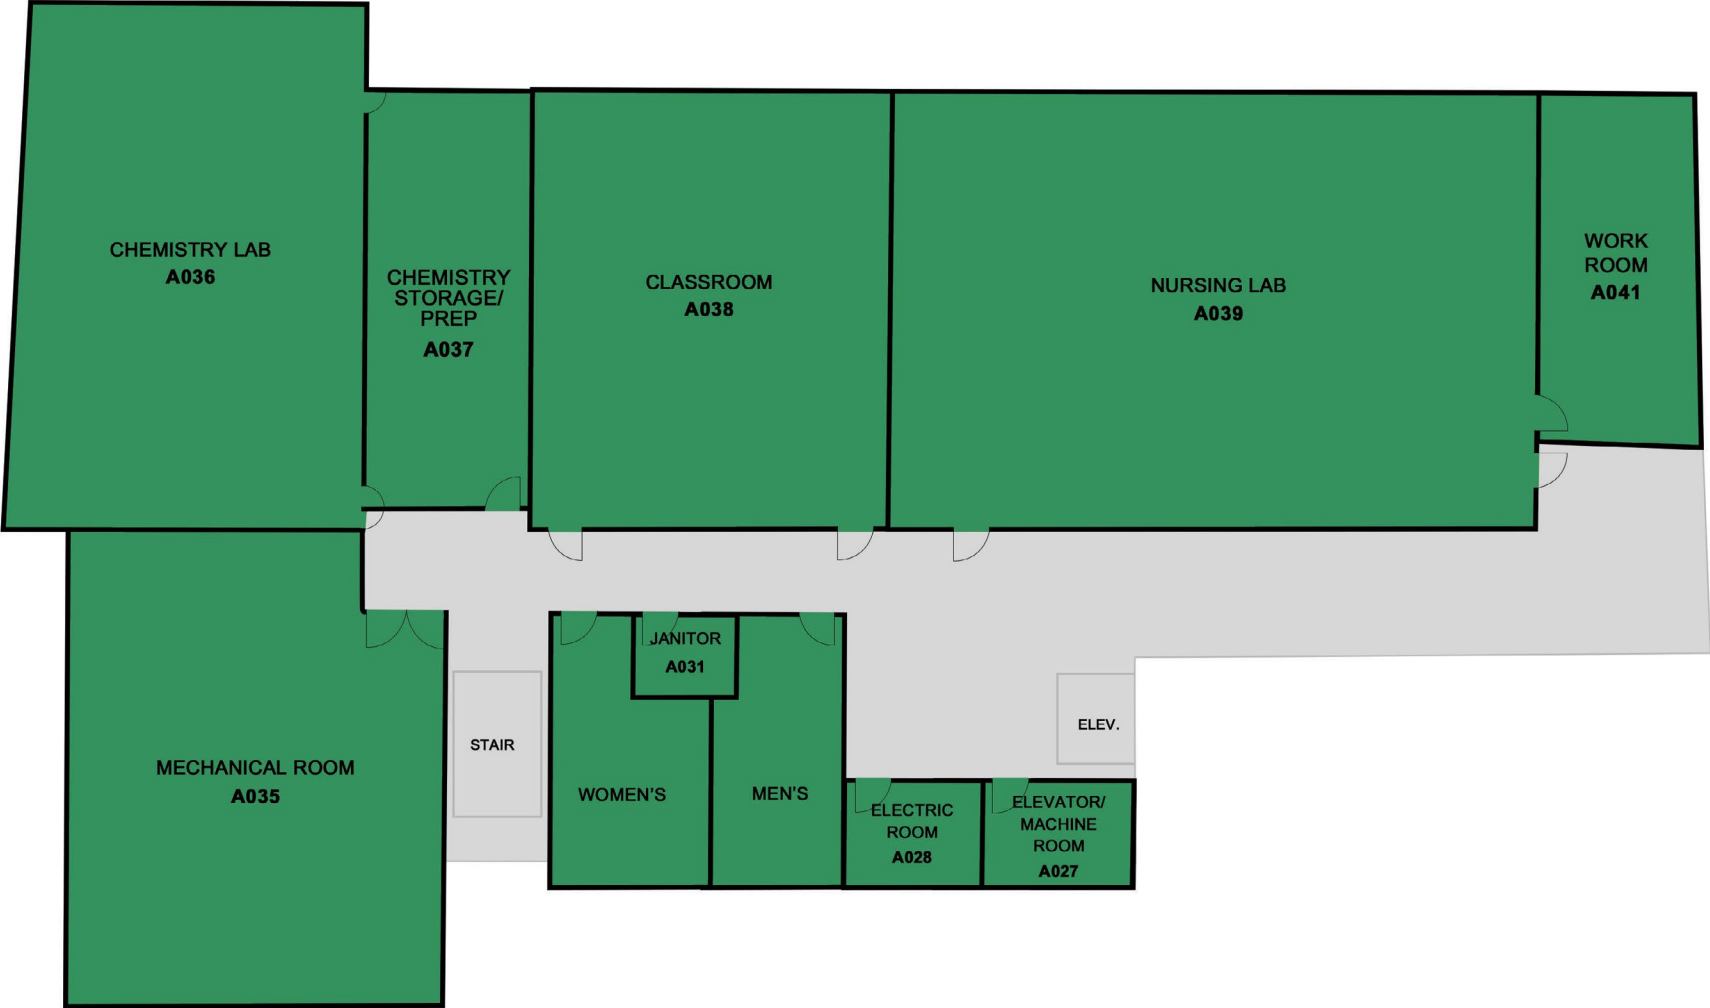 CHEMISTRY LAB
A036
CHEMISTRY
STORAGE/
PREP
A037
CLASSROOM
A038
NURSING LAB
A039
WORK
ROOM
A041
MECHANICAL ROOM
A035
STAIR
WOMEN'S
JANITOR
A031
MEN'S
ELEV.
ELECTRIC
ROOM
A028
ELEVATOR/
MACHINE
ROOM
A027